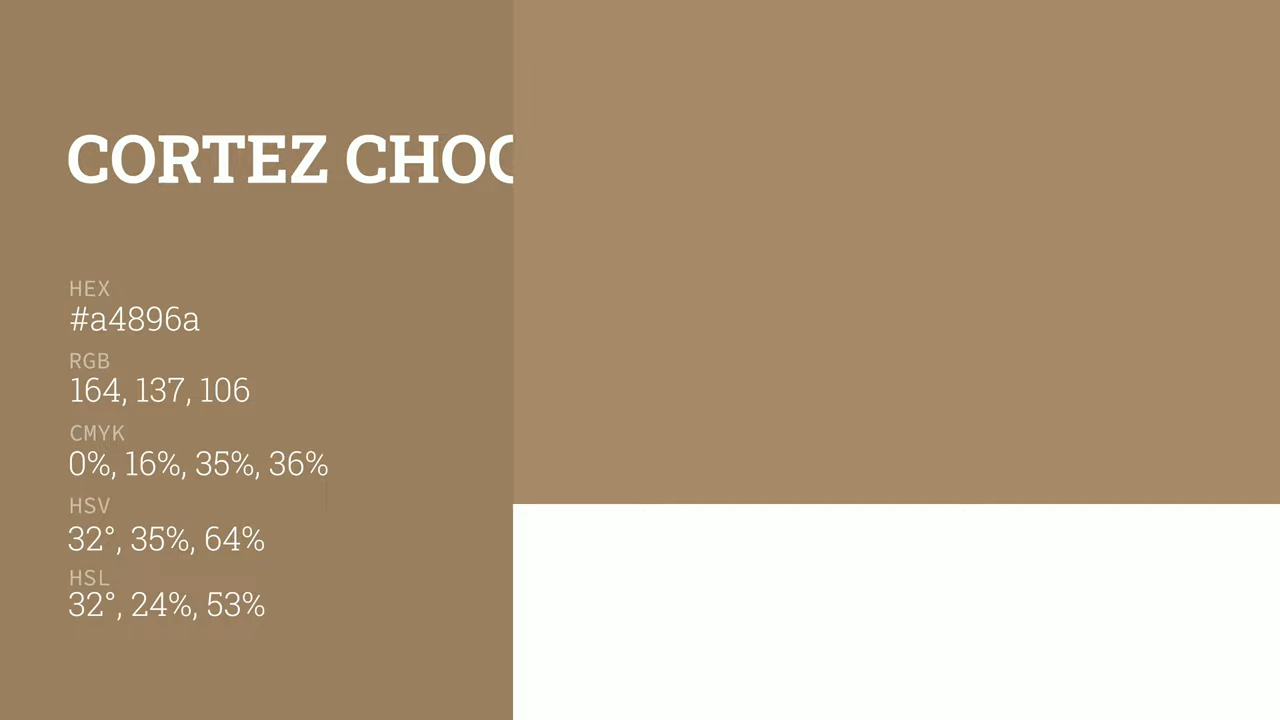 CORTEZ CHOC
HEX
#a4896a
RGB
164, 137, 106
CMYK
0%, 16%, 35%, 36%
HSV
32°, 35%, 64%
HSL
32°, 24%, 53%